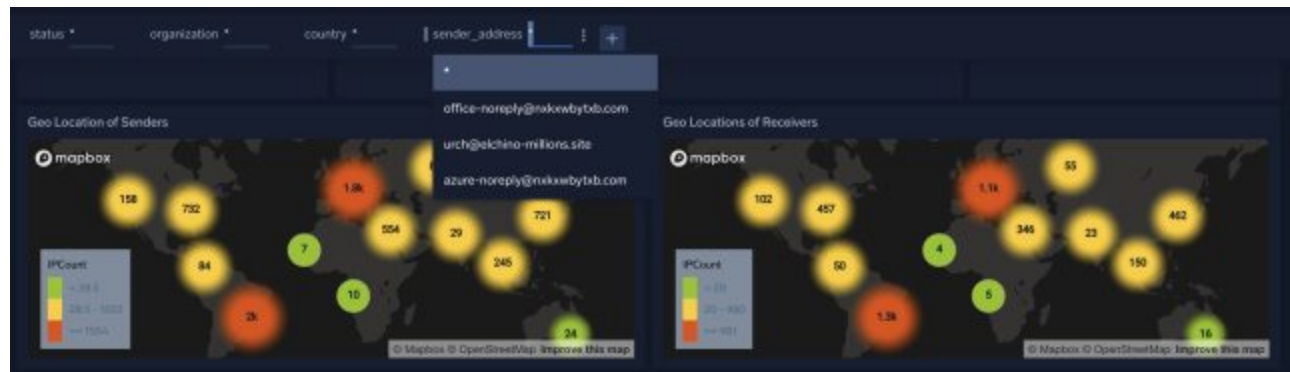 status *
organization *
country *
sender_address *
+
*
office-noreply@nxkxwbytxb.com
urch@elchino-millions.site
azure-noreply@nxkxwbytxb.com
Geo Location of Senders
mapbox
158
732
1.8k
554
29
721
245
84
7
10
2k
24
IPCount
© Mapbox © OpenStreetMap Improve this map
Geo Locations of Receivers
mapbox
102
457
1.1k
55
346
23
462
150
50
4
5
1.3k
16
IPCount
© Mapbox © OpenStreetMap Improve this map